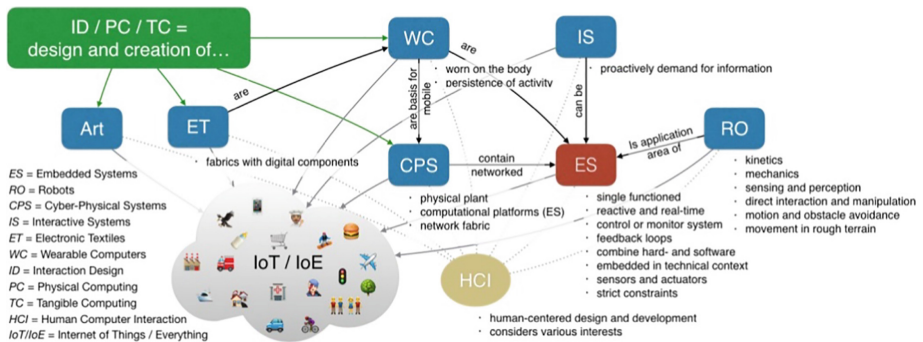 ID / PC / TC =
design and creation of…
WC
IS
are
worn on the body
persistence of activity
proactively demand for information
are
are basis for
mobile
can be
Art
ET
RO
Is application
area of
fabrics with digital components
CPS
contain
networked
ES
kinetics
mechanics
sensing and perception
direct interaction and manipulation
motion and obstacle avoidance
movement in rough terrain
physical plant
computational platforms (ES)
network fabric
single functioned
reactive and real-time
control or monitor system
feedback loops
combine hard- and software
embedded in technical context
sensors and actuators
strict constraints
IoT / IoE
HCI
human-centered design and development
considers various interests
ES = Embedded Systems
RO = Robots
CPS = Cyber-Physical Systems
IS = Interactive Systems
ET = Electronic Textiles
WC = Wearable Computers
ID = Interaction Design
PC = Physical Computing
TC = Tangible Computing
HCI = Human Computer Interaction
IoT/IoE = Internet of Things / Everything